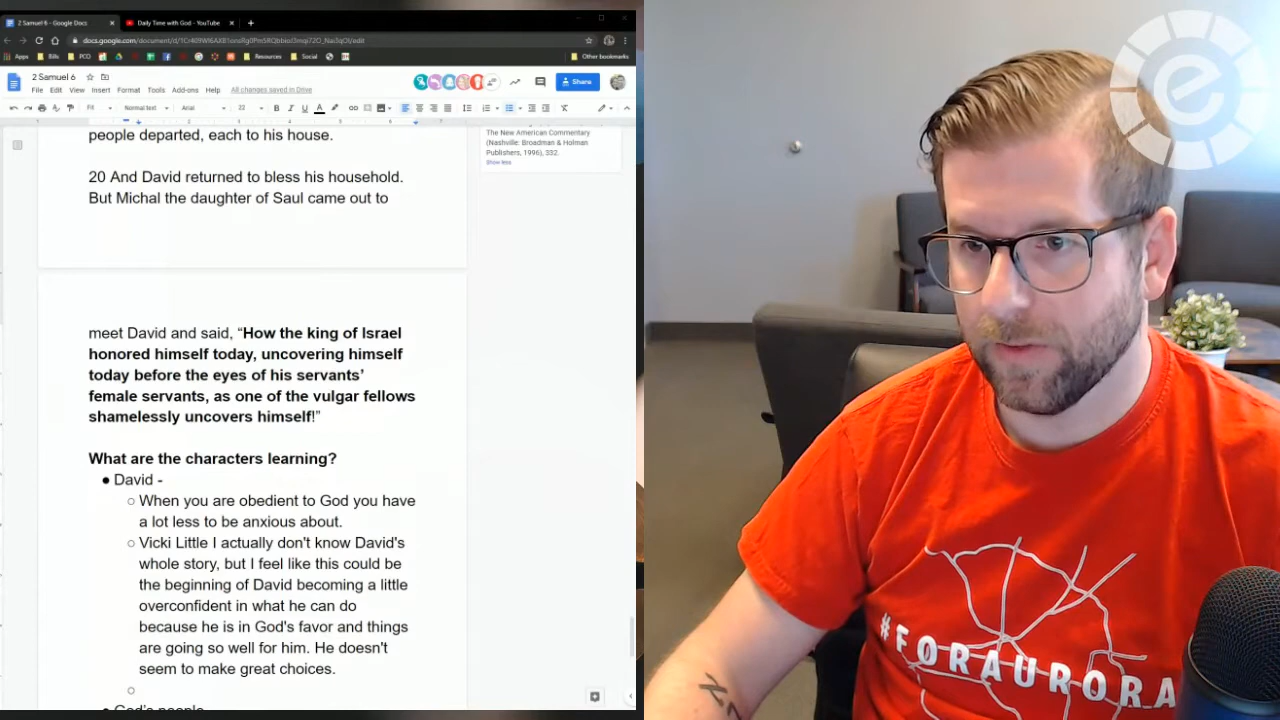 2 Samuel 6 - Google Docs
Daily Time with God - YouTube
Apps
Bills
PCO
Resources
Social
Other bookmarks
2 Samuel 6
File Edit View Insert Format Tools Add-ons Help All changes saved in Drive
Share
Fit
Normal text
Arial
22
people departed, each to his house.
The New American Commentary
(Nashville: Broadman & Holman
Publishers, 1996), 332.
Show less
20 And David returned to bless his household.
But Michal the daughter of Saul came out to
meet David and said, “How the king of Israel
honored himself today, uncovering himself
today before the eyes of his servants’
female servants, as one of the vulgar fellows
shamelessly uncovers himself!”
What are the characters learning?
● David -
○ When you are obedient to God you have
a lot less to be anxious about.
○ Vicki Little I actually don't know David's
whole story, but I feel like this could be
the beginning of David becoming a little
overconfident in what he can do
because he is in God's favor and things
are going so well for him. He doesn't
seem to make great choices.
○
● God's people
#FORAURORA